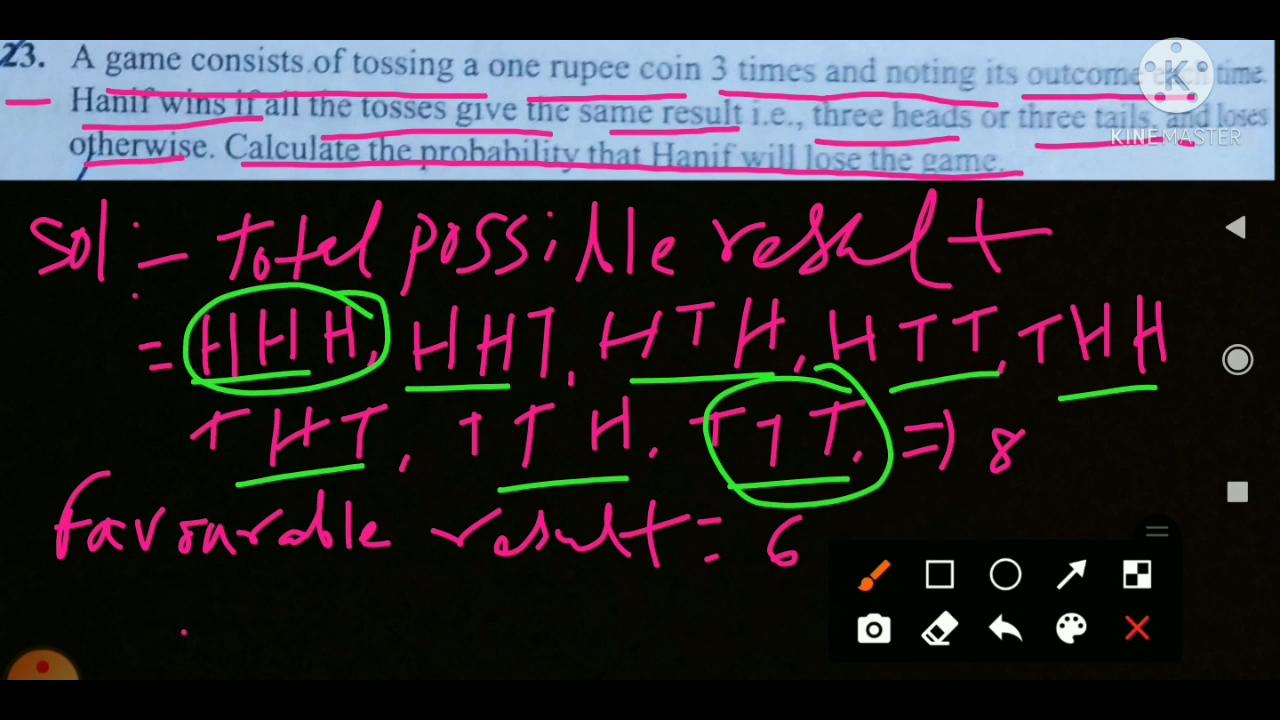 23. A game consists of tossing a one rupee coin 3 times and noting its outcome each time.
Hanif wins if all the tosses give the same result i.e., three heads or three tails, and loses
otherwise. Calculate the probability that Hanif will lose the game.
K
KINEMASTER
Sol:- Total possible result
= HHH, HHT, HTH, HTT, THH
THT, TTH. TTT. => 8
favourable result = 6